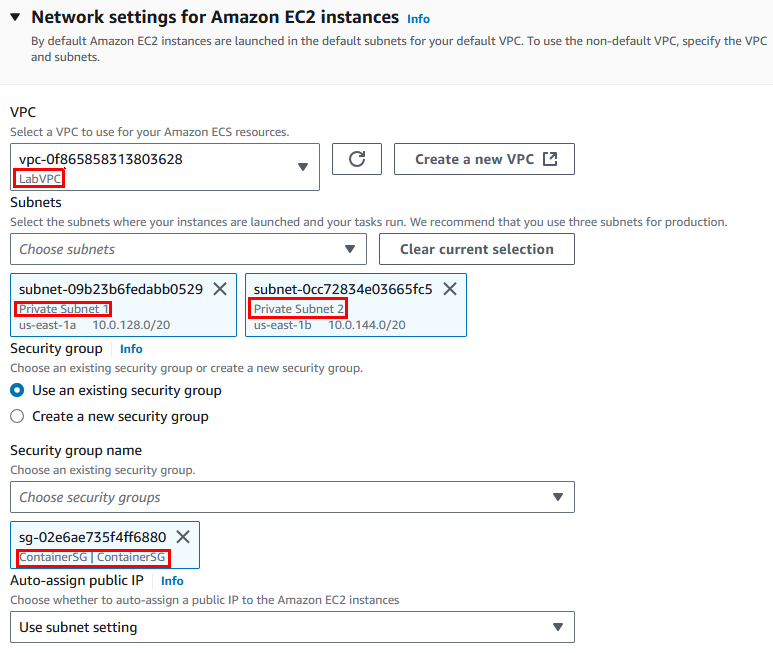 Network settings for Amazon EC2 instances Info
By default Amazon EC2 instances are launched in the default subnets for your default VPC. To use the non-default VPC, specify the VPC
and subnets.
VPC
Select a VPC to use for your Amazon ECS resources.
vpc-0f865858313803628
LabVPC
Create a new VPC
Subnets
Select the subnets where your instances are launched and your tasks run. We recommend that you use three subnets for production.
Choose subnets
Clear current selection
subnet-09b23b6fedabb0529
Private Subnet 1
us-east-1a 10.0.128.0/20
subnet-0cc72834e03665fc5
Private Subnet 2
us-east-1b 10.0.144.0/20
Security group Info
Choose an existing security group or create a new security group.
Use an existing security group
Create a new security group
Security group name
Choose an existing security group.
Choose security groups
sg-02e6ae735f4ff6880
ContainerSG | ContainerSG
Auto-assign public IP Info
Choose whether to auto-assign a public IP to the Amazon EC2 instances
Use subnet setting